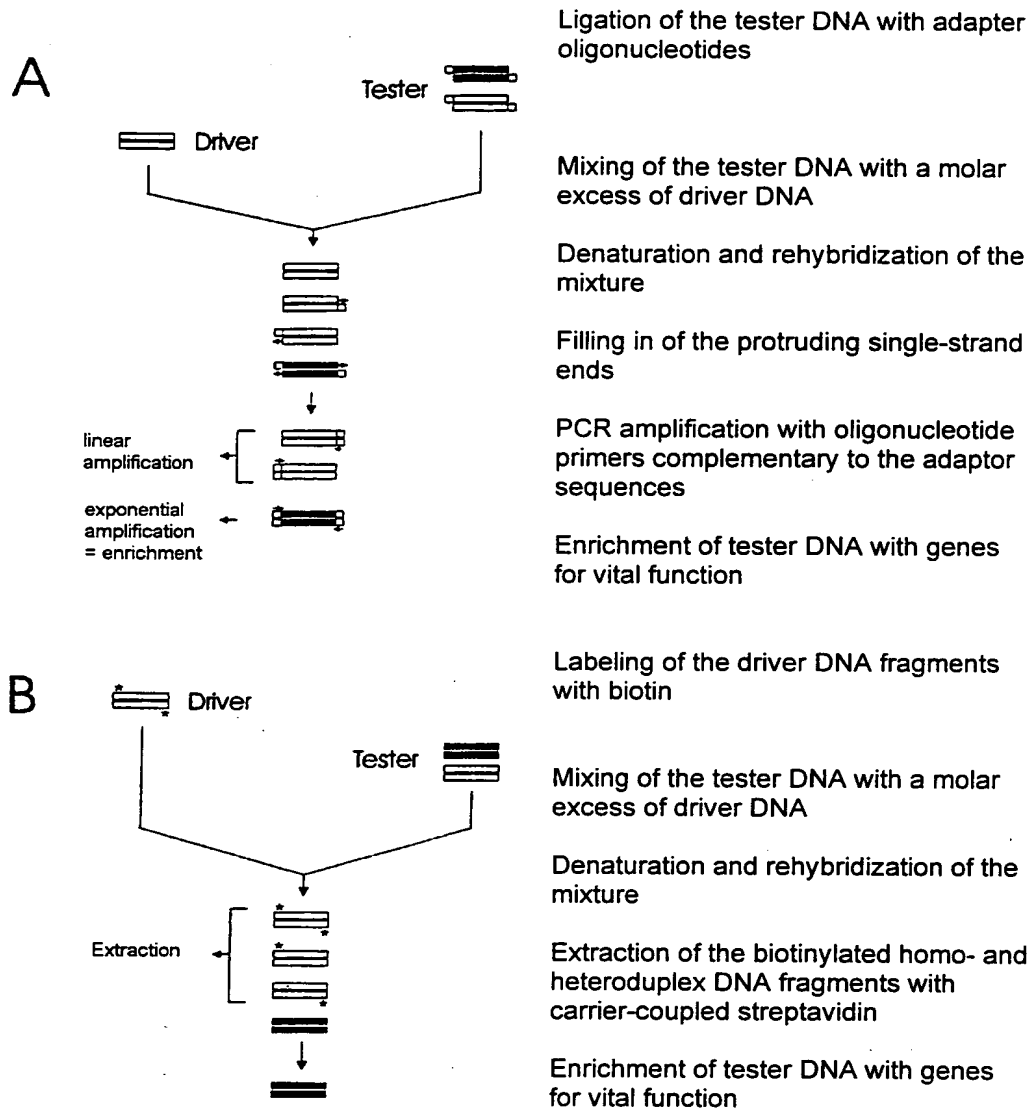 A
Tester
Driver
Ligation of the tester DNA with adapter
oligonucleotides
Mixing of the tester DNA with a molar
excess of driver DNA
Denaturation and rehybridization of the
mixture
Filling in of the protruding single-strand
ends
linear
amplification
PCR amplification with oligonucleotide
primers complementary to the adaptor
sequences
exponential
amplification
= enrichment
Enrichment of tester DNA with genes
for vital function
B
Driver
Tester
Labeling of the driver DNA fragments
with biotin
Mixing of the tester DNA with a molar
excess of driver DNA
Denaturation and rehybridization of the
mixture
Extraction
Extraction of the biotinylated homo- and
heteroduplex DNA fragments with
carrier-coupled streptavidin
Enrichment of tester DNA with genes
for vital function